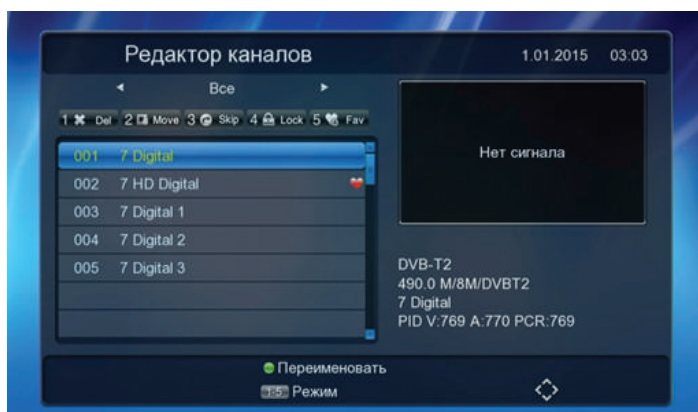 Редактор каналов
1.01.2015 03:03
Все
1 Del 2 Move 3 Skip 4 Lock 5 Fav
001 7 Digital
002 7 HD Digital
003 7 Digital 1
004 7 Digital 2
005 7 Digital 3
Нет сигнала
DVB-T2
490.0 M/8M/DVBT2
7 Digital
PID V:769 A:770 PCR:769
Переименовать
1-5 Режим